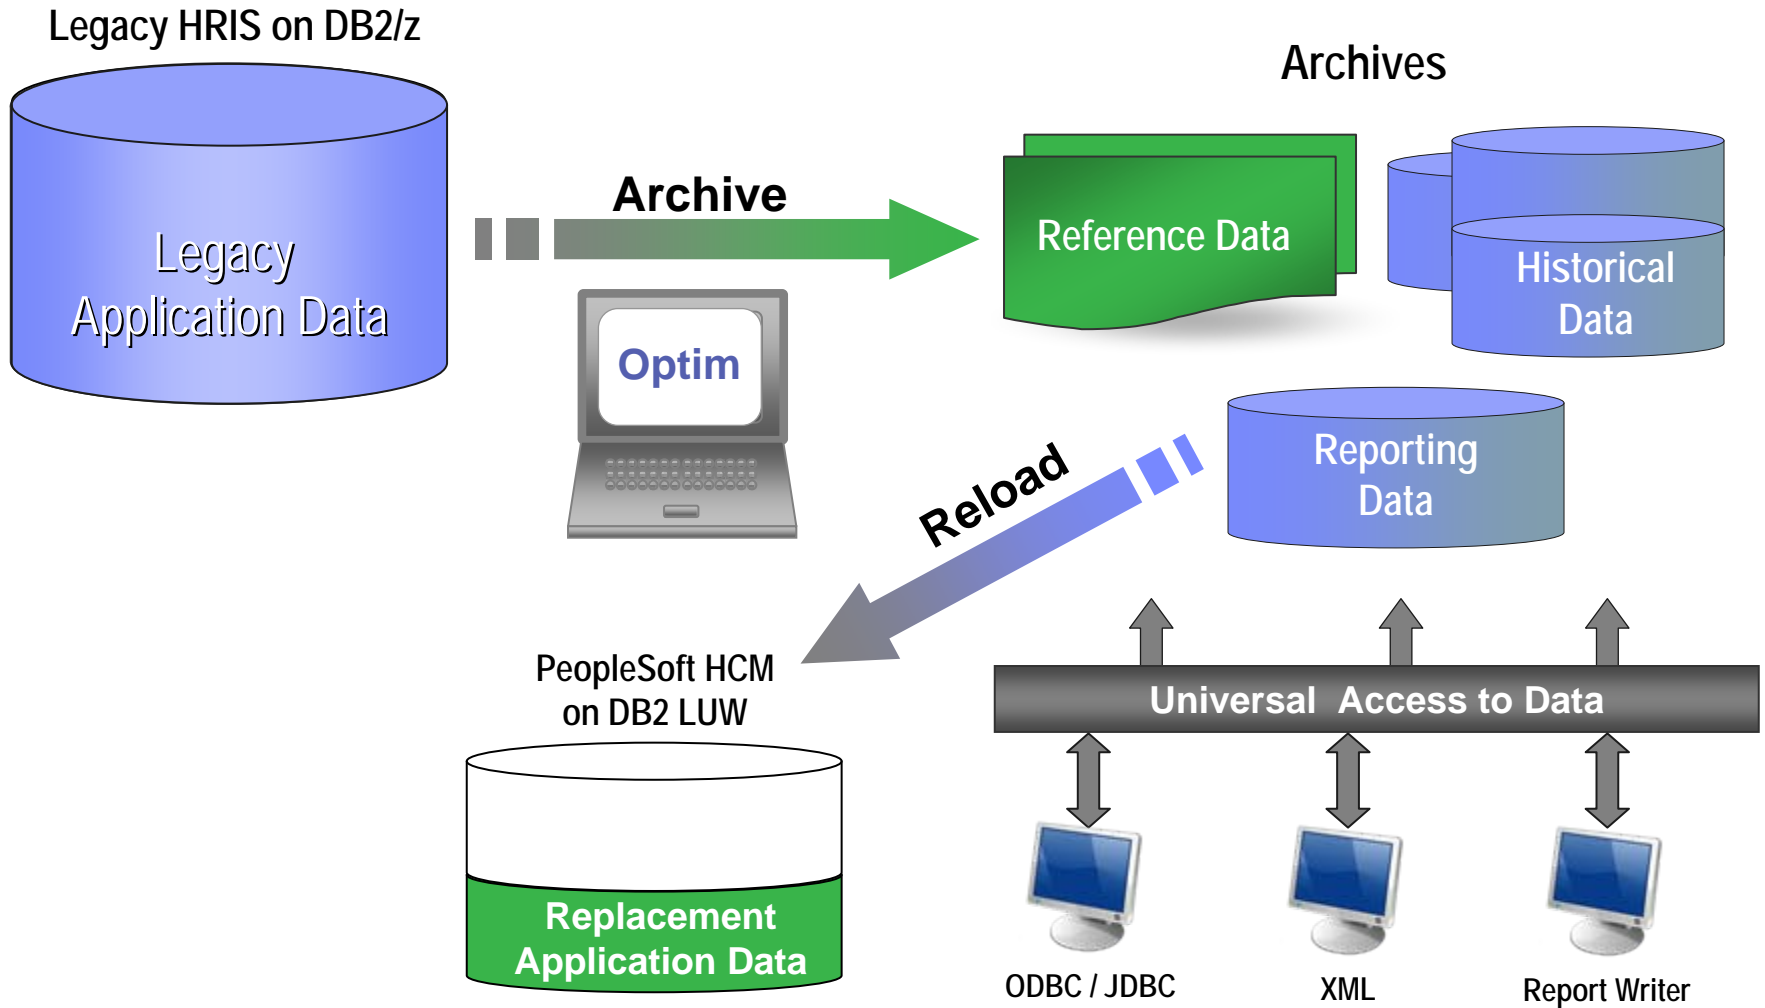 Legacy HRIS on DB2/z
Legacy
Application Data
Archive
Optim
Archives
Reference Data
Historical
Data
Reporting
Data
Reload
PeopleSoft HCM
on DB2 LUW
Replacement
Application Data
Universal Access to Data
ODBC / JDBC
XML
Report Writer